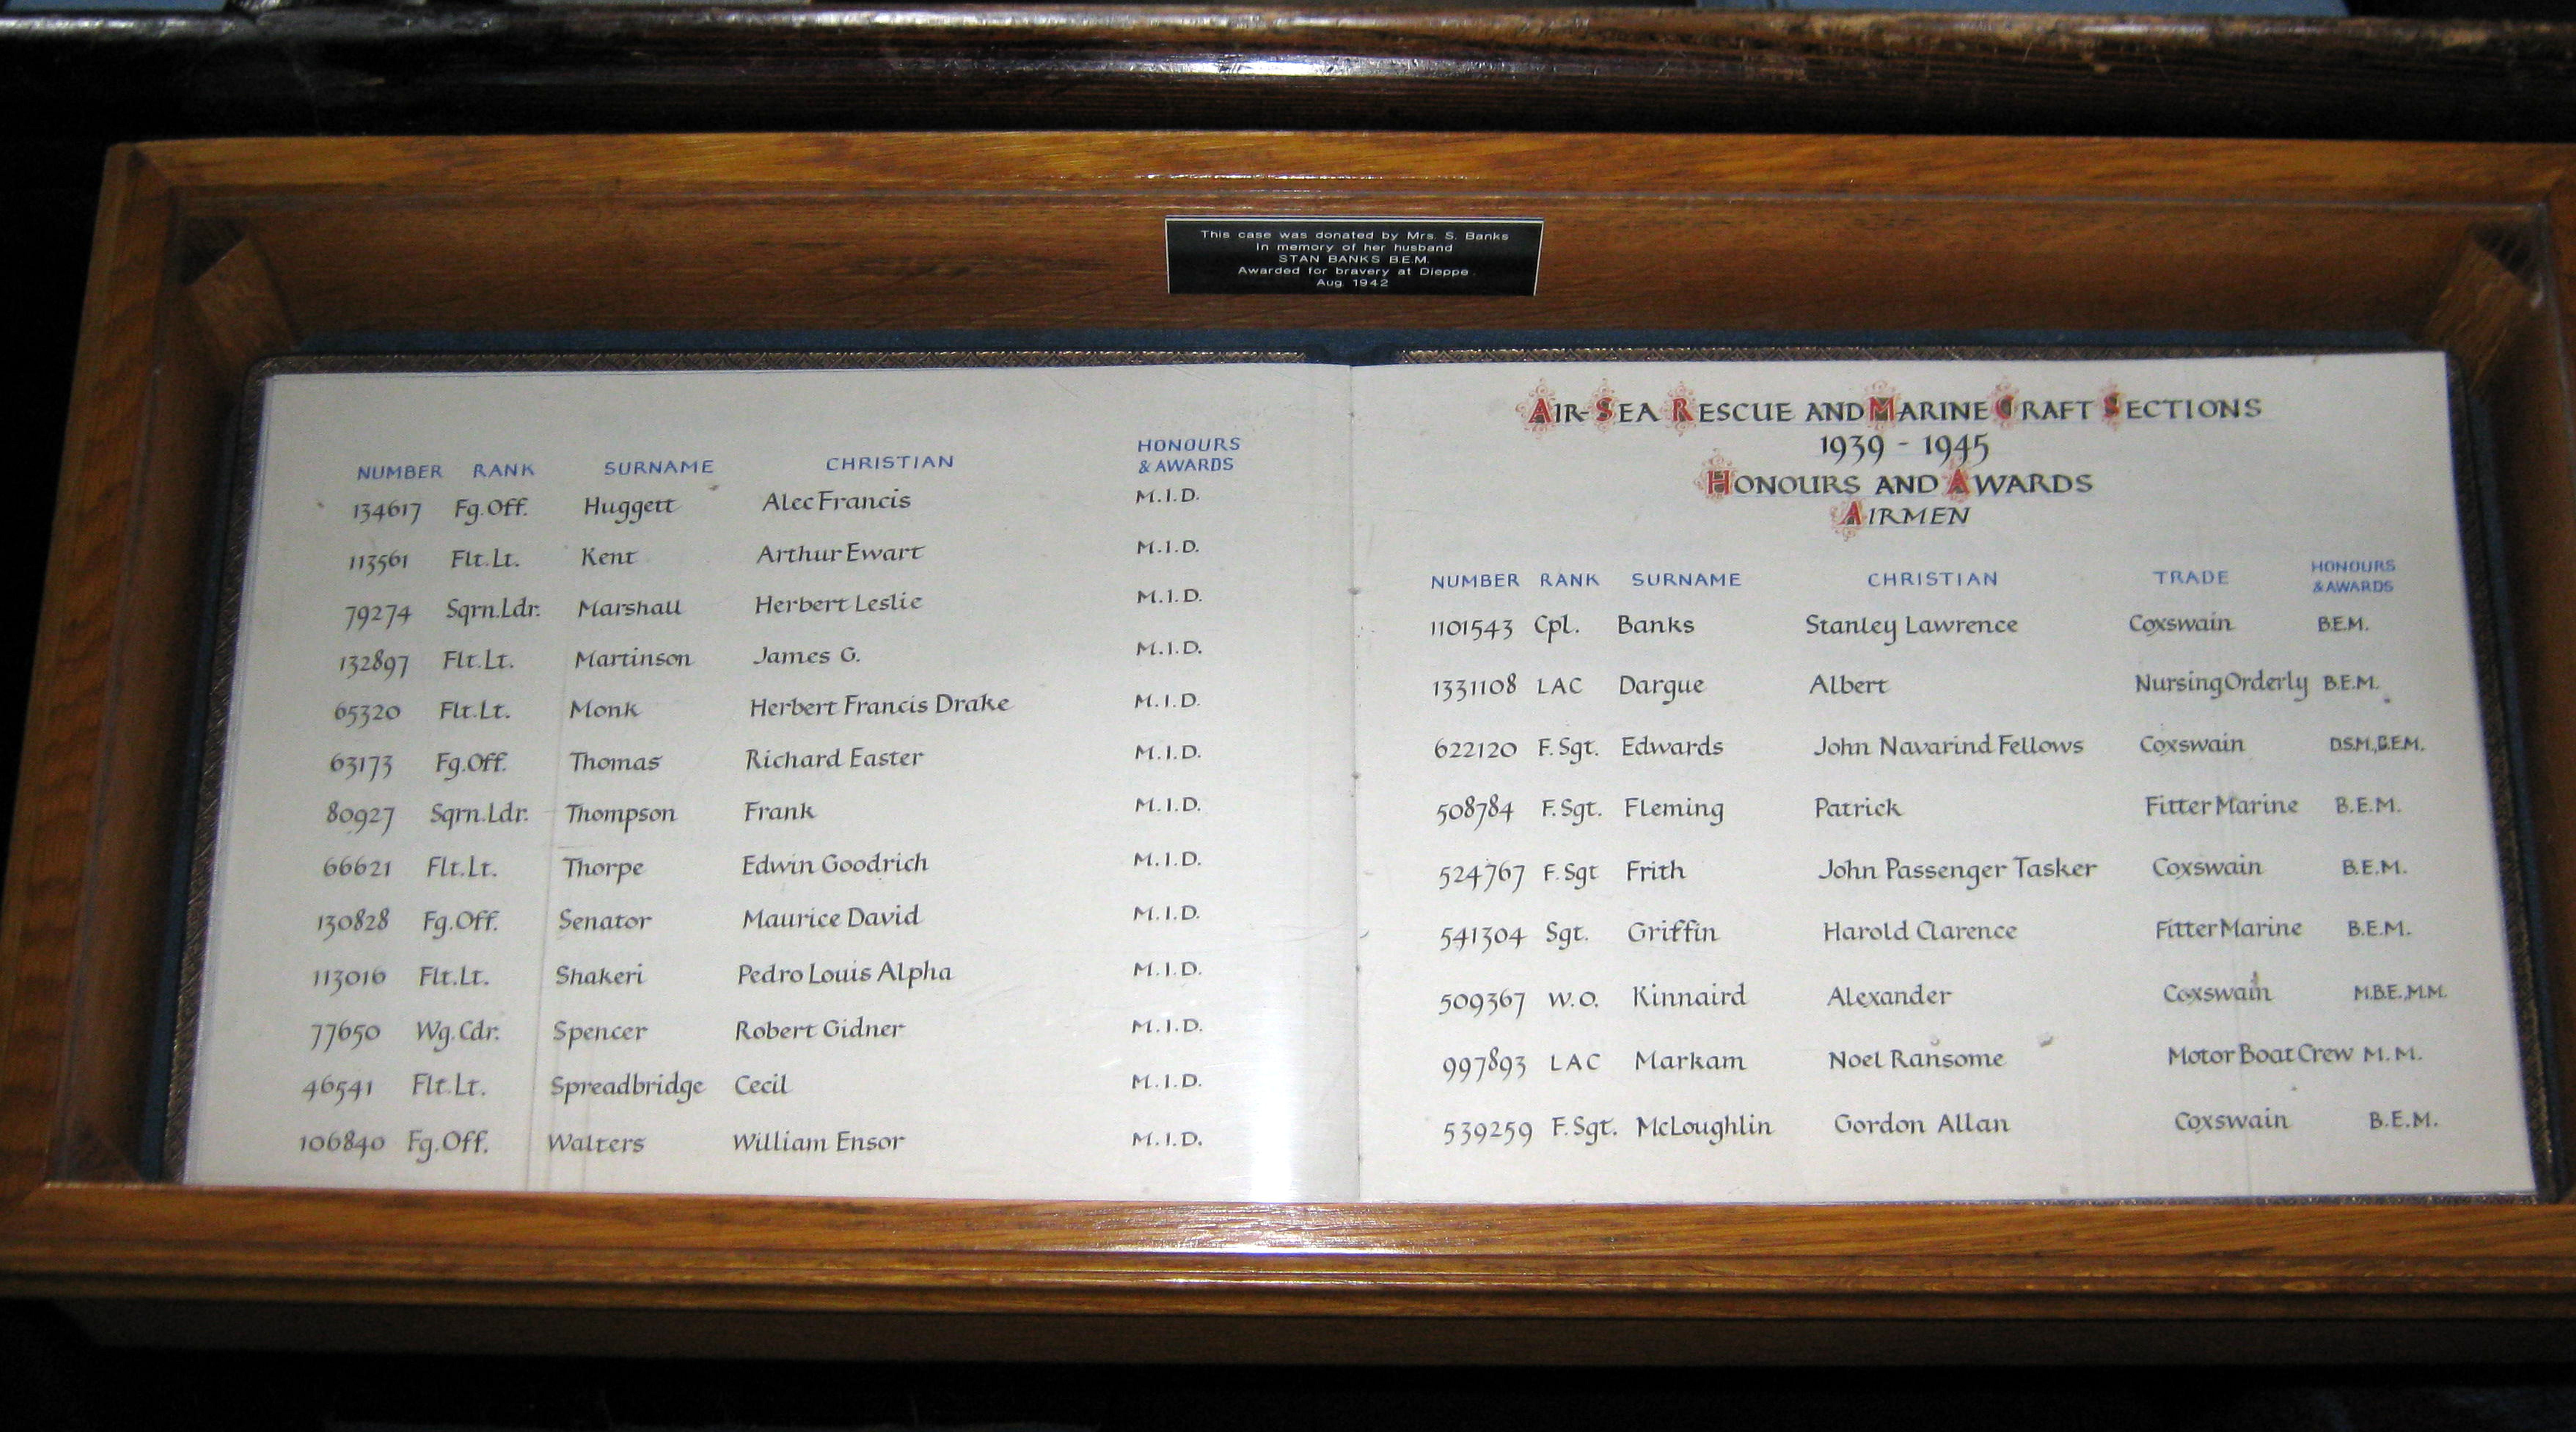 This case was donated by Mrs. S. Banks
In memory of her husband
STAN BANKS B.E.M.
Awarded for bravery at Dieppe.
Aug. 1942
NUMBER RANK SURNAME CHRISTIAN HONOURS & AWARDS
134617 Fg.Off. Huggett Alec Francis M.I.D.
113561 Flt.Lt. Kent Arthur Ewart M.I.D.
79274 Sqrn.Ldr. Marshall Herbert Leslie M.I.D.
132897 Flt.Lt. Martinson James G. M.I.D.
65320 Flt.Lt. Monk Herbert Francis Drake M.I.D.
63173 Fg.Off. Thomas Richard Easter M.I.D.
80927 Sqrn.Ldr. Thompson Frank M.I.D.
66621 Flt.Lt. Thorpe Edwin Goodrich M.I.D.
130828 Fg.Off. Senator Maurice David M.I.D.
113016 Flt.Lt. Shakeri Pedro Louis Alpha M.I.D.
77650 Wg.Cdr. Spencer Robert Gidner M.I.D.
46541 Flt.Lt. Spreadbridge Cecil M.I.D.
106840 Fg.Off. Walters William Ensor M.I.D.
AIR-SEA RESCUE AND MARINE CRAFT SECTIONS
1939 - 1945
HONOURS AND AWARDS
AIRMEN
NUMBER RANK SURNAME CHRISTIAN TRADE HONOURS & AWARDS
1101543 Cpl. Banks Stanley Lawrence Coxswain B.E.M.
1331108 LAC Dargue Albert Nursing Orderly B.E.M.
622120 F.Sgt. Edwards John Navarind Fellows Coxswain D.S.M.,B.E.M.
508784 F.Sgt. Fleming Patrick Fitter Marine B.E.M.
524767 F.Sgt Frith John Passenger Tasker Coxswain B.E.M.
541304 Sgt. Griffin Harold Clarence Fitter Marine B.E.M.
509367 W.O. Kinnaird Alexander Coxswain M.B.E.,M.M.
997893 LAC Markam Noel Ransome Motor Boat Crew M.M.
539259 F.Sgt. McLoughlin Gordon Allan Coxswain B.E.M.